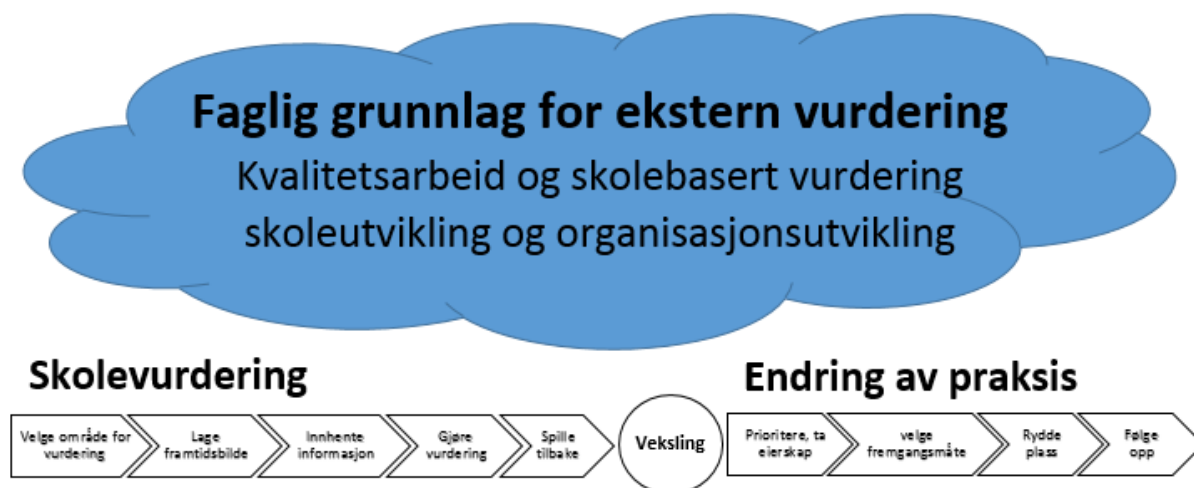 Faglig grunnlag for ekstern vurdering
Kvalitetsarbeid og skolebasert vurdering
skoleutvikling og organisasjonsutvikling
Skolevurdering
Velge område for
vurdering
Lage
framtidsbilde
Innhente
informasjon
Gjøre
vurdering
Spille
tilbake
Veksling
Endring av praksis
Prioritere, ta
eierskap
velge
fremgangsmåte
Rydde
plass
Følge
opp